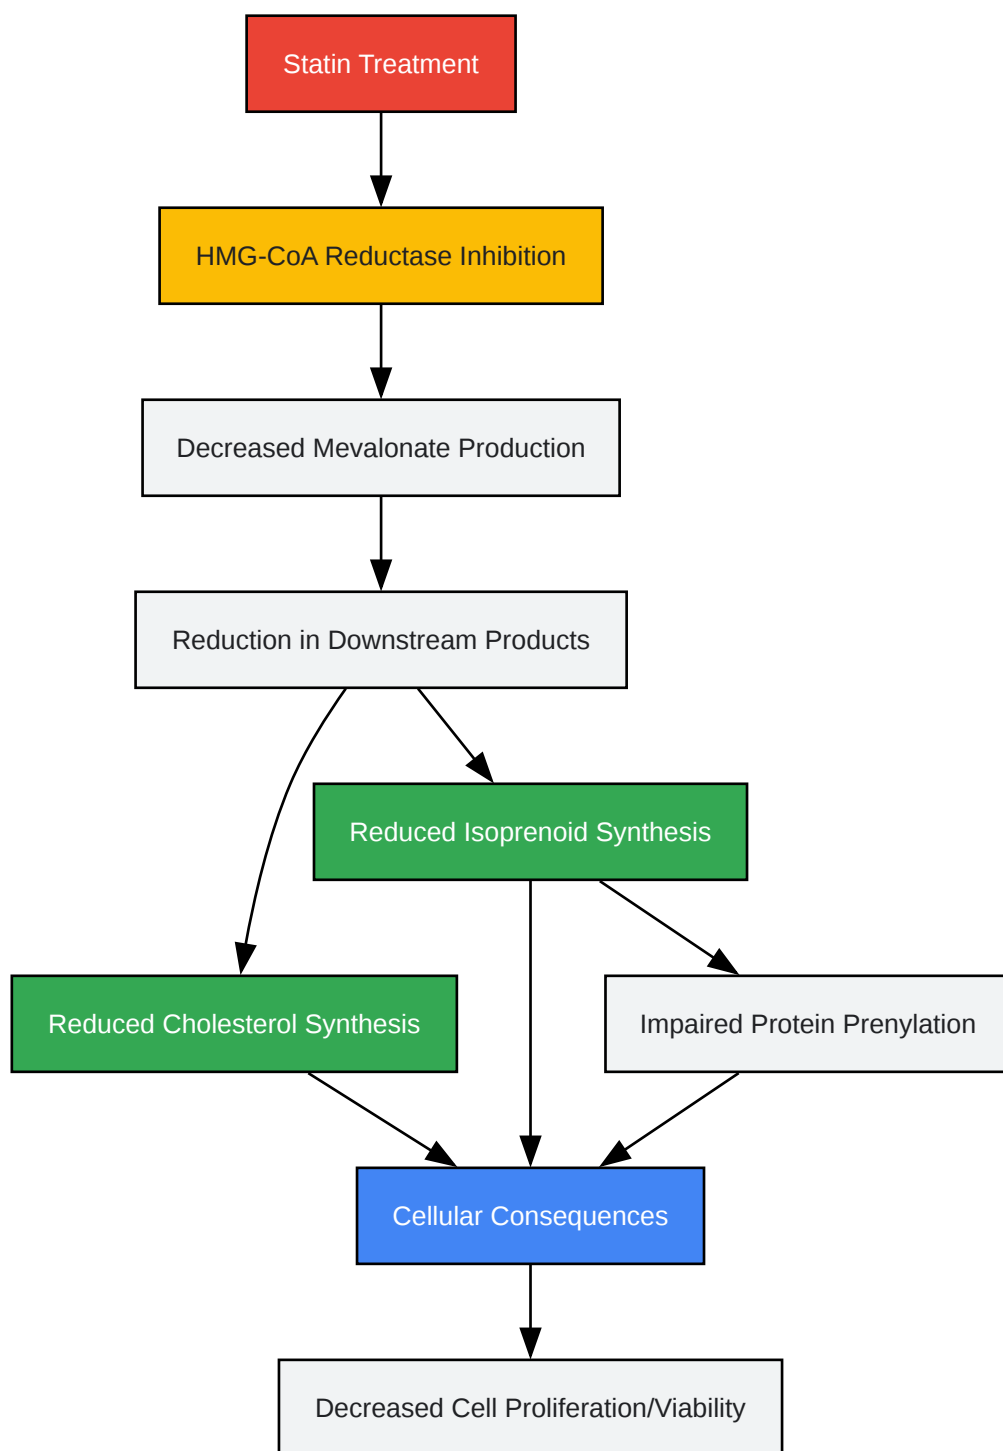 Statin Treatment
HMG-CoA Reductase Inhibition
Decreased Mevalonate Production
Reduction in Downstream Products
Reduced Isoprenoid Synthesis
Reduced Cholesterol Synthesis
Impaired Protein Prenylation
Cellular Consequences
Decreased Cell Proliferation/Viability